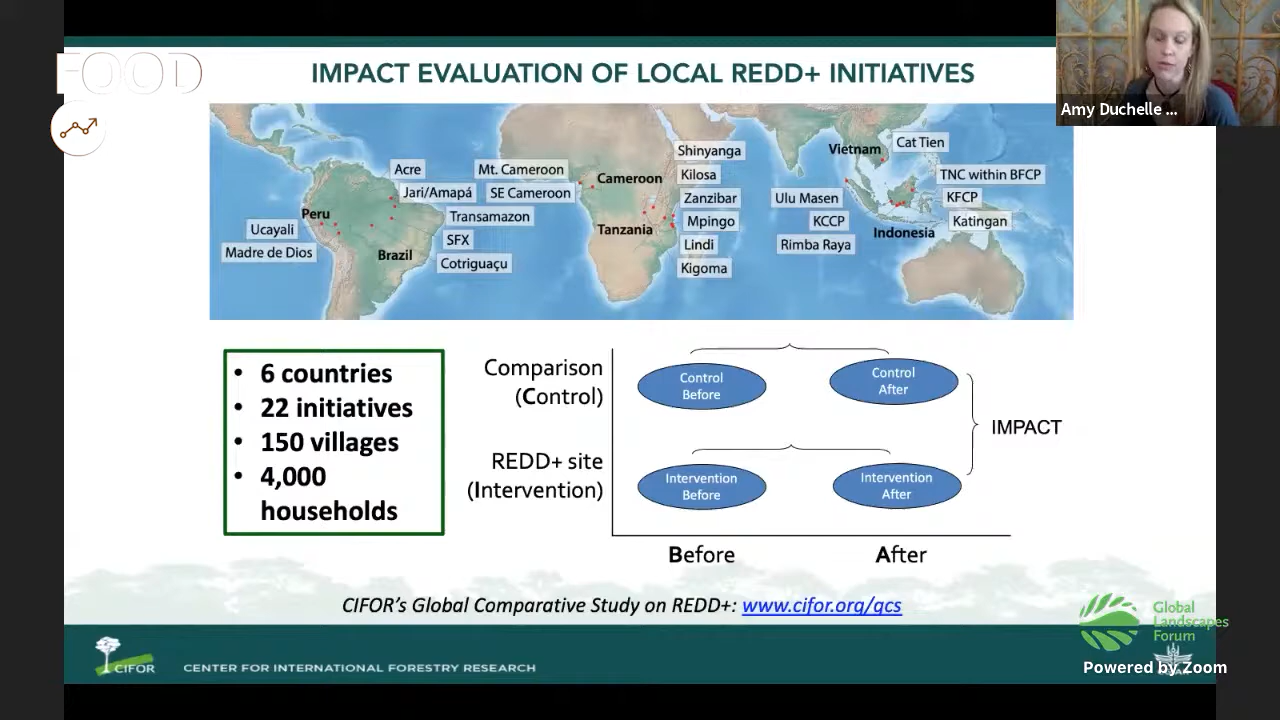 FOOD
IMPACT EVALUATION OF LOCAL REDD+ INITIATIVES
Amy Duchelle ...
Acre
Jari/Amapá
Transamazon
SFX
Cotriguaçu
Peru
Ucayali
Madre de Dios
Brazil
Mt. Cameroon
SE Cameroon
Cameroon
Tanzania
Shinyanga
Kilosa
Zanzibar
Mpingo
Lindi
Kigoma
Vietnam
Cat Tien
Ulu Masen
KCCP
Rimba Raya
TNC within BFCP
KFCP
Katingan
Indonesia
• 6 countries
• 22 initiatives
• 150 villages
• 4,000
households
Comparison
(Control)
REDD+ site
(Intervention)
Control
Before
Control
After
Intervention
Before
Intervention
After
IMPACT
Before
After
CIFOR's Global Comparative Study on REDD+: www.cifor.org/gcs
Global
Landscapes
Forum
CIFOR
CENTER FOR INTERNATIONAL FORESTRY RESEARCH
Powered by Zoom